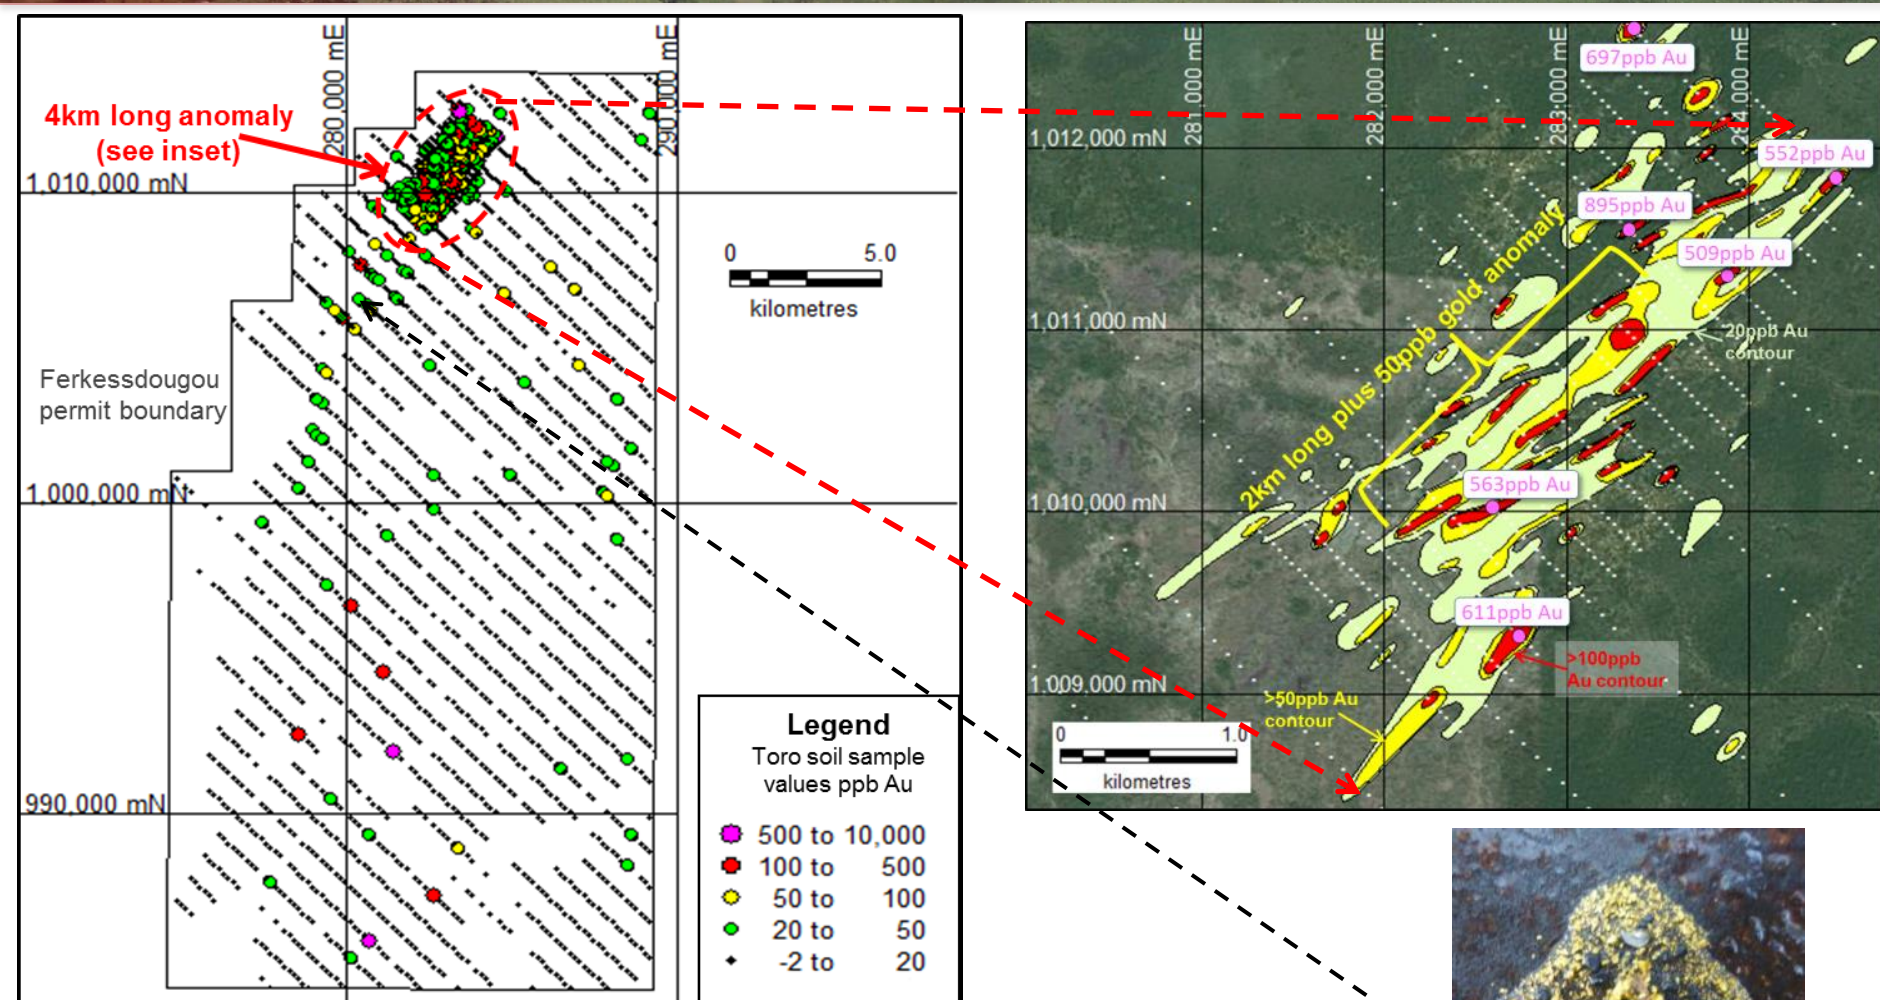 280,000 mE
290,000 mE
4km long anomaly
(see inset)
1,010,000 mN
0 5.0
kilometres
Ferkessdougou
permit boundary
1,000,000 mN
990,000 mN
Legend
Toro soil sample
values ppb Au
500 to 10,000
100 to 500
50 to 100
20 to 50
-2 to 20
281,000 mE
282,000 mE
283,000 mE
284,000 mE
697ppb Au
1,012,000 mN
552ppb Au
895ppb Au
509ppb Au
2km long plus 50ppb gold anomaly
1,011,000 mN
20ppb Au
contour
563ppb Au
1,010,000 mN
611ppb Au
>100ppb
Au contour
1,009,000 mN
>50ppb Au
contour
0 1.0
kilometres